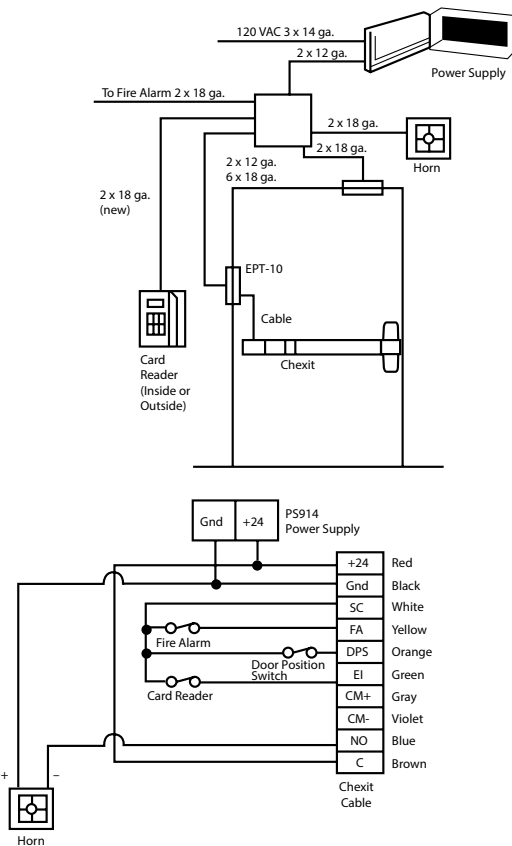 120 VAC 3 x 14 ga.
2 x 12 ga.
Power Supply
To Fire Alarm 2 x 18 ga.
2 x 18 ga.
2 x 18 ga.
Horn
2 x 12 ga.
6 x 18 ga.
2 x 18 ga.
(new)
EPT-10
Cable
Chexit
Card
Reader
(Inside or
Outside)
Gnd
+24
PS914
Power Supply
+24 Red
Gnd Black
SC White
FA Yellow
Fire Alarm
DPS Orange
Door Position
Switch
EI Green
Card Reader
CM+ Gray
CM- Violet
NO Blue
C Brown
+
–
Chexit
Cable
Horn